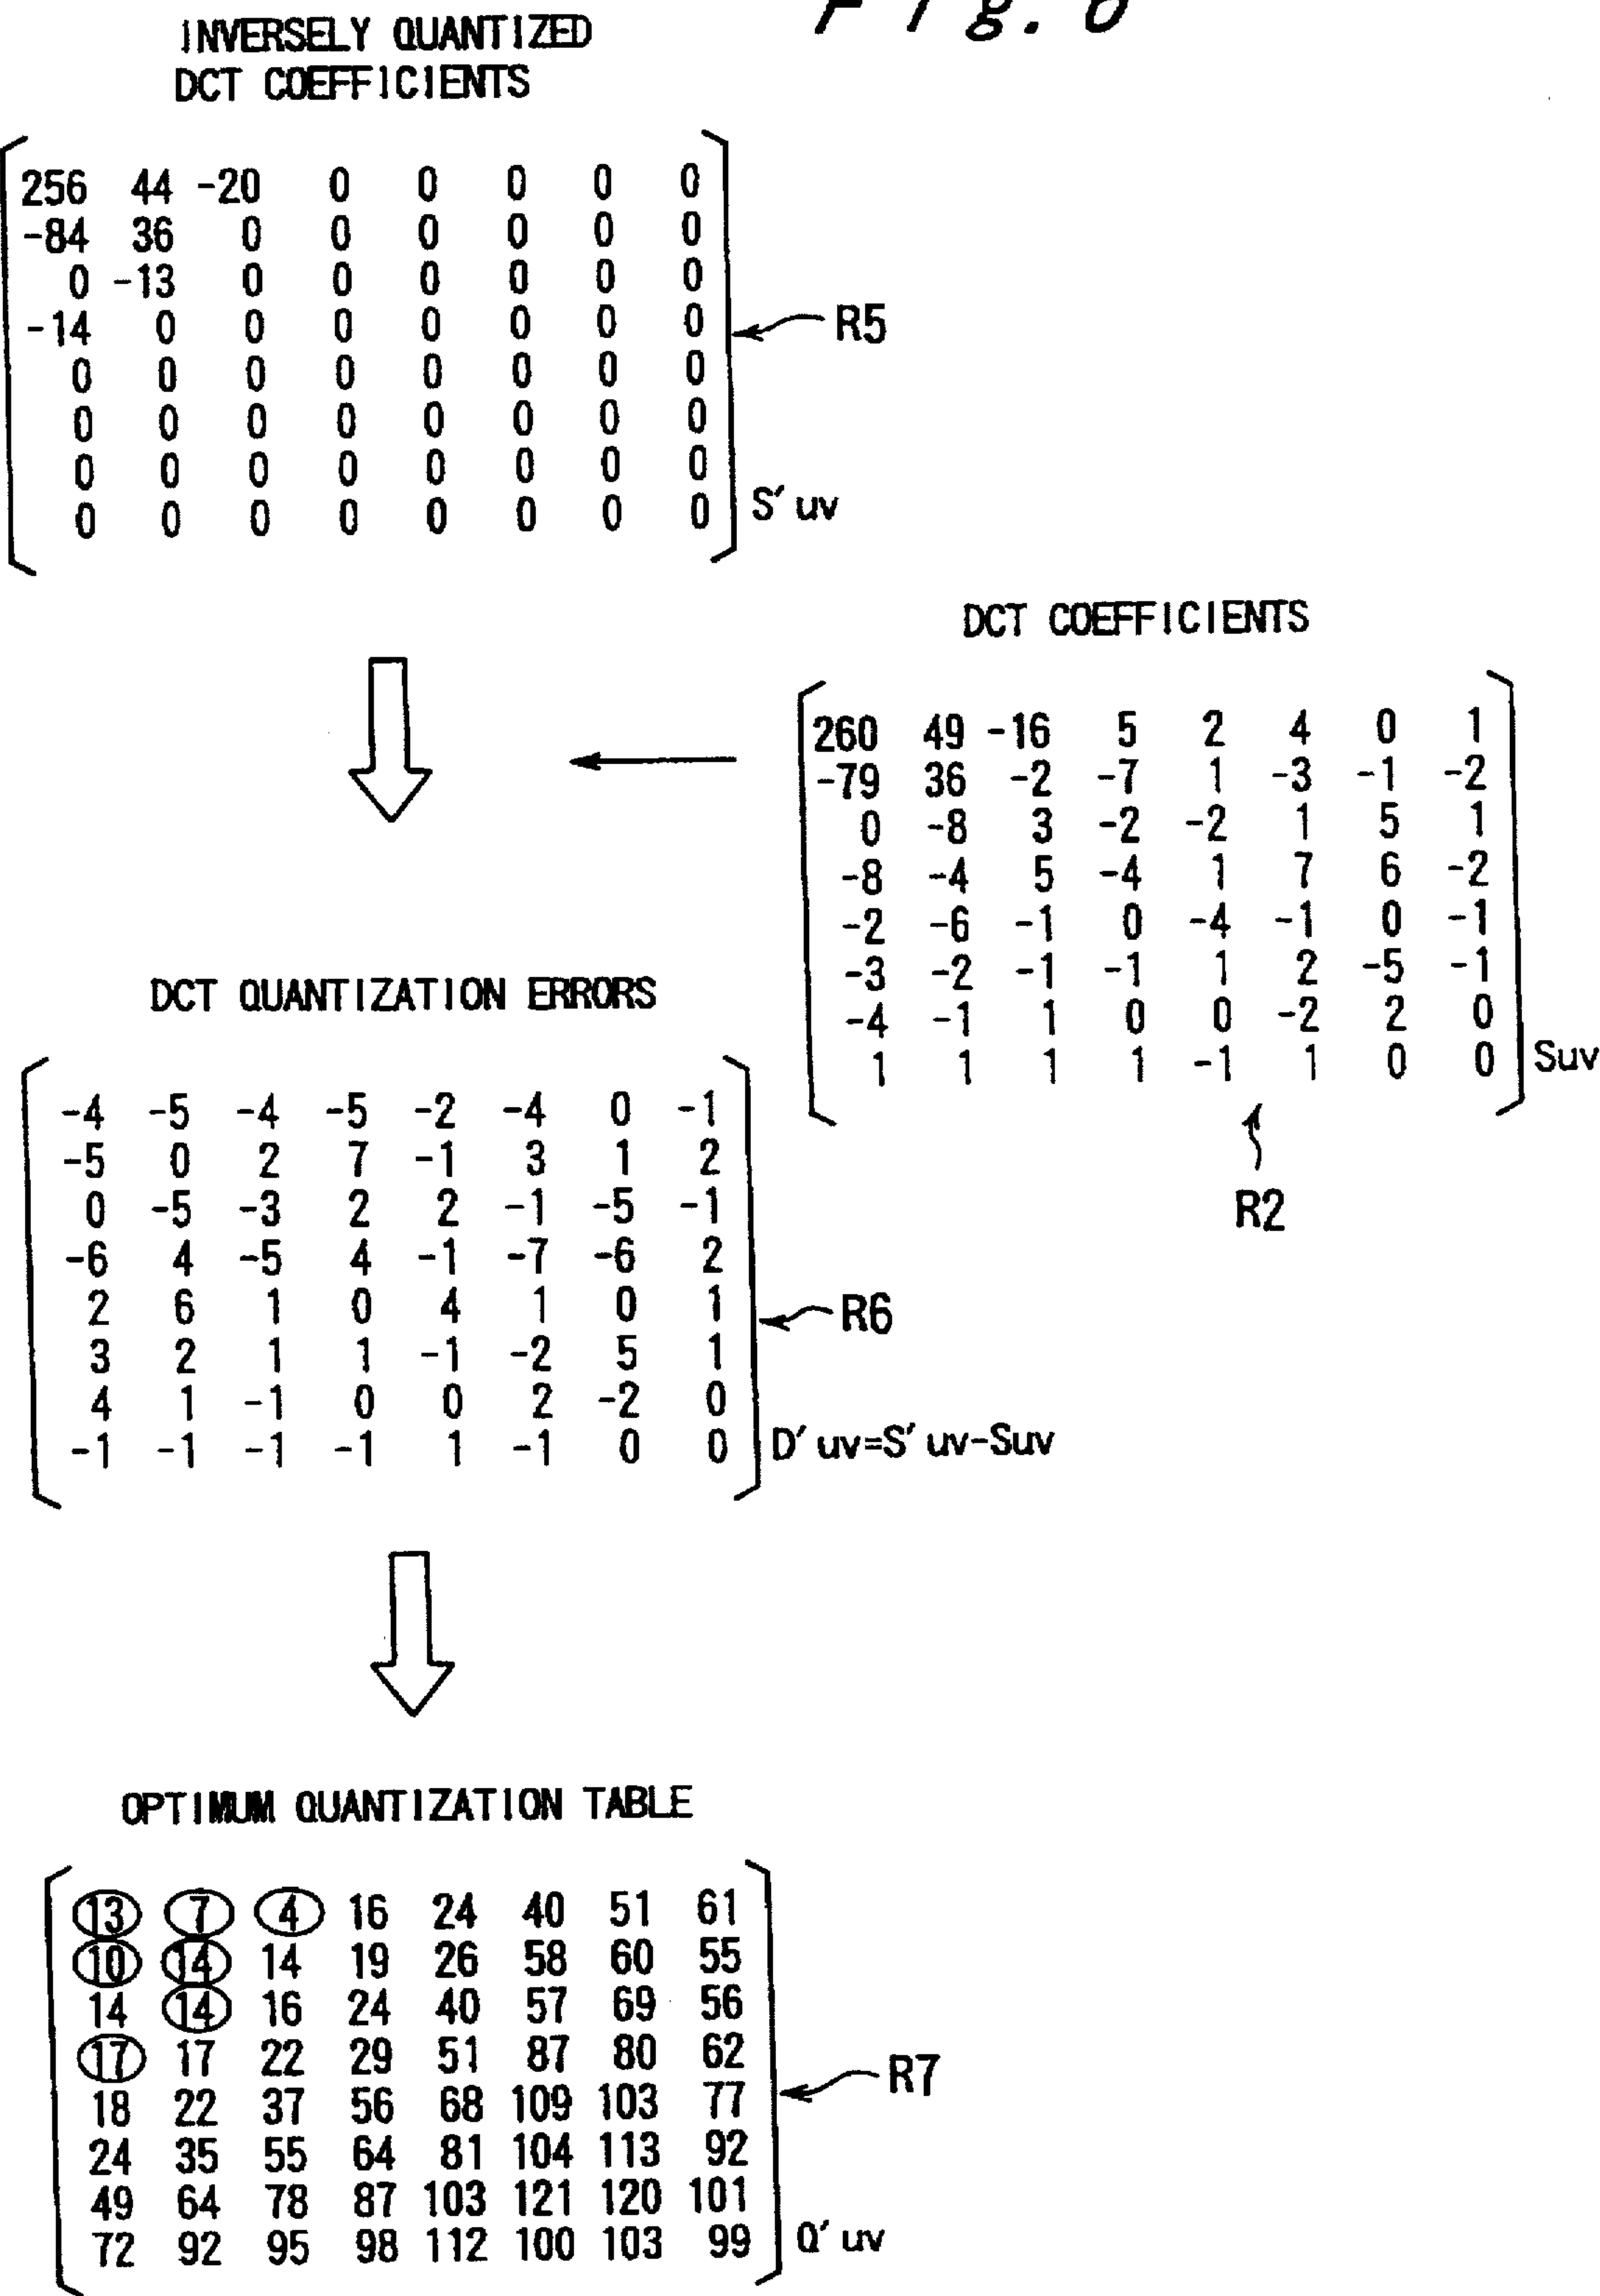 Fig. 6
INVERSELY QUANTIZED
DCT COEFFICIENTS
256 44 -20 0 0 0 0 0
-84 36 0 0 0 0 0 0
0 -13 0 0 0 0 0 0
-14 0 0 0 0 0 0 0
0 0 0 0 0 0 0 0
0 0 0 0 0 0 0 0
0 0 0 0 0 0 0 0
0 0 0 0 0 0 0 0
S'uv
R5
DCT COEFFICIENTS
260 49 -16 5 2 4 0 1
-79 36 -2 -7 1 -3 -1 -2
0 -8 3 -2 -2 1 5 1
-8 -4 5 -4 1 7 6 -2
-2 -6 -1 0 -4 -1 0 -1
-3 -2 -1 -1 1 2 -5 -1
-4 -1 1 0 0 -2 2 0
1 1 1 1 -1 1 0 0
Suv
R2
DCT QUANTIZATION ERRORS
-4 -5 -4 -5 -2 -4 0 -1
-5 0 2 7 -1 3 1 2
0 -5 -3 2 2 -1 -5 -1
-6 4 -5 4 -1 -7 -6 2
2 6 1 0 4 1 0 1
3 2 1 1 -1 -2 5 1
4 1 -1 0 0 2 -2 0
-1 -1 -1 -1 1 -1 0 0
D'uv=S'uv-Suv
R6
OPTIMUM QUANTIZATION TABLE
13 7 4 16 24 40 51 61
10 14 14 19 26 58 60 55
14 14 16 24 40 57 69 56
17 17 22 29 51 87 80 62
18 22 37 56 68 109 103 77
24 35 55 64 81 104 113 92
49 64 78 87 103 121 120 101
72 92 95 98 112 100 103 99
Q'uv
R7